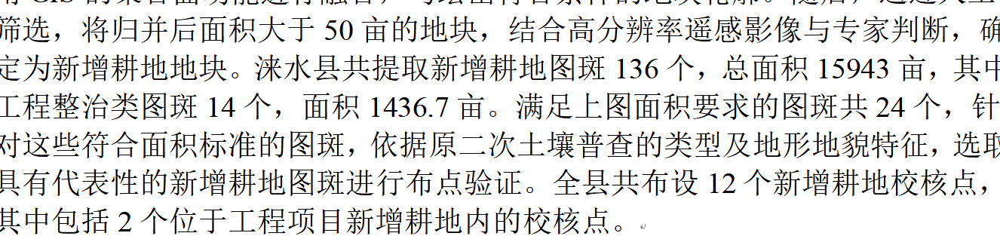 筛选，将归并后面积大于 50 亩的地块，结合高分辨率遥感影像与专家判断，确
定为新增耕地地块。涞水县共提取新增耕地图斑 136 个，总面积 15943 亩，其中
工程整治类图斑 14 个，面积 1436.7 亩。满足上图面积要求的图斑共 24 个，针
对这些符合面积标准的图斑，依据原二次土壤普查的类型及地形地貌特征，选取
具有代表性的新增耕地图斑进行布点验证。全县共布设 12 个新增耕地校核点，
其中包括 2 个位于工程项目新增耕地内的校核点。